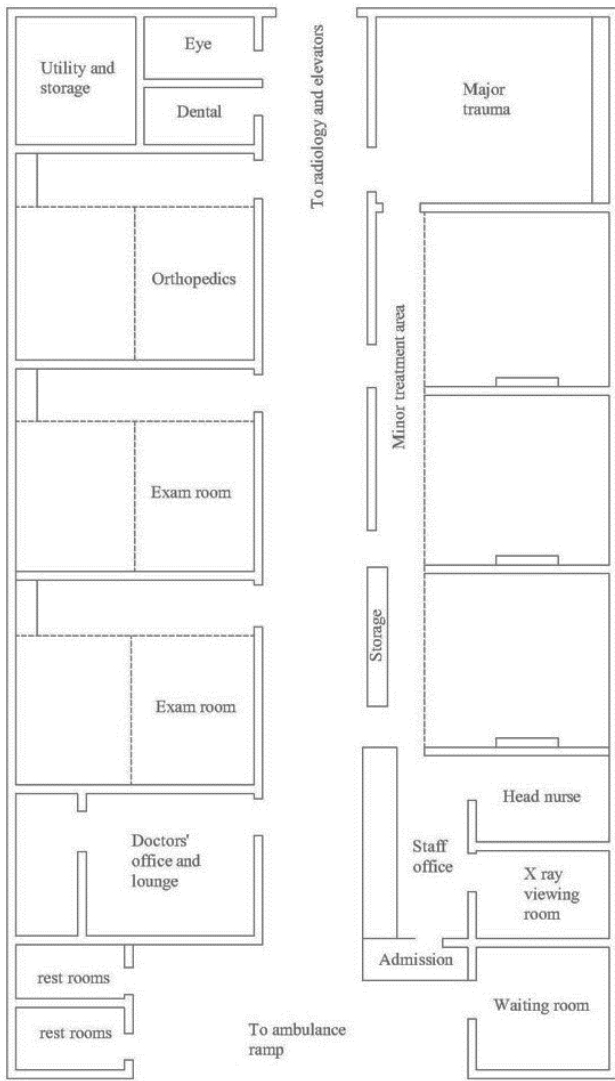 Eye
Utility and
storage
Dental
To radiology and elevators
Major
trauma
Orthopedics
Minor treatment area
Exam room
Storage
Exam room
Head nurse
Doctors'
office and
lounge
Staff
office
X ray
viewing
room
Admission
rest rooms
Waiting room
rest rooms
To ambulance
ramp